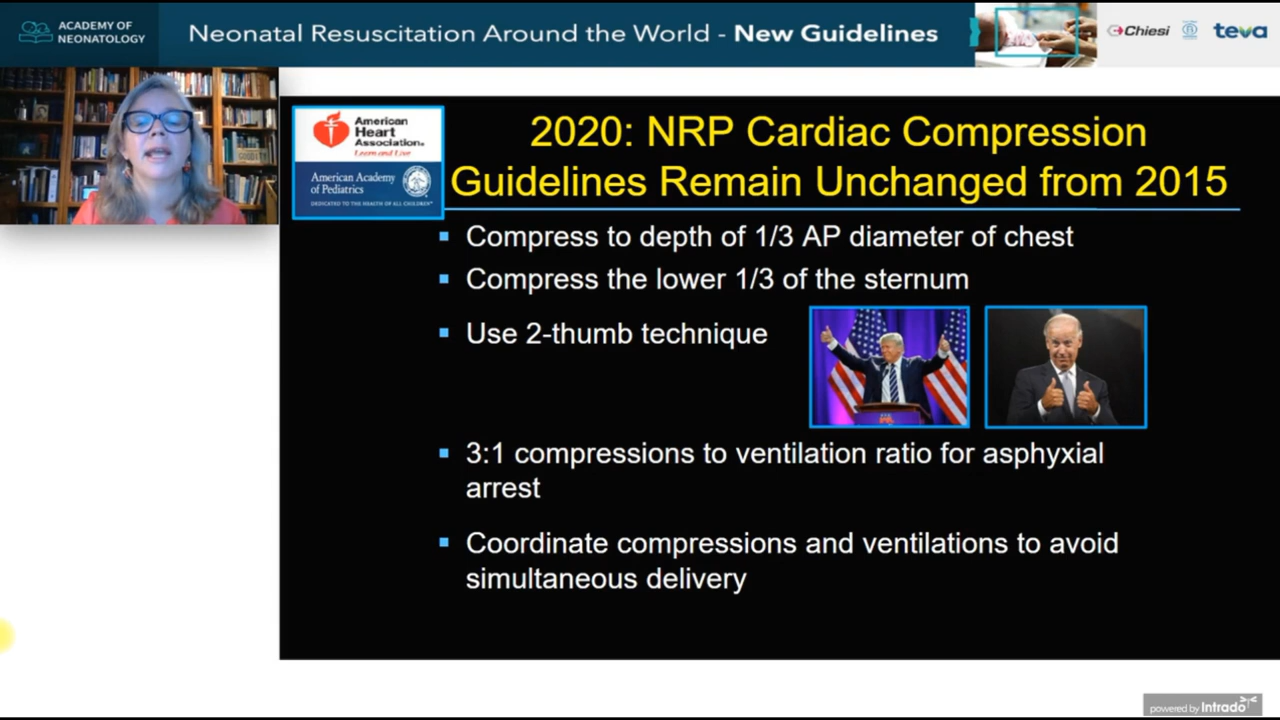 ACADEMY OF
NEONATOLOGY
Neonatal Resuscitation Around the World - New Guidelines
Chiesi
teva
American
Heart
Association®
Learn and Live
American Academy
of Pediatrics
DEDICATED TO THE HEALTH OF ALL CHILDREN®
2020: NRP Cardiac Compression
Guidelines Remain Unchanged from 2015
Compress to depth of 1/3 AP diameter of chest
Compress the lower 1/3 of the sternum
Use 2-thumb technique
3:1 compressions to ventilation ratio for asphyxial
arrest
Coordinate compressions and ventilations to avoid
simultaneous delivery
powered by Intrado